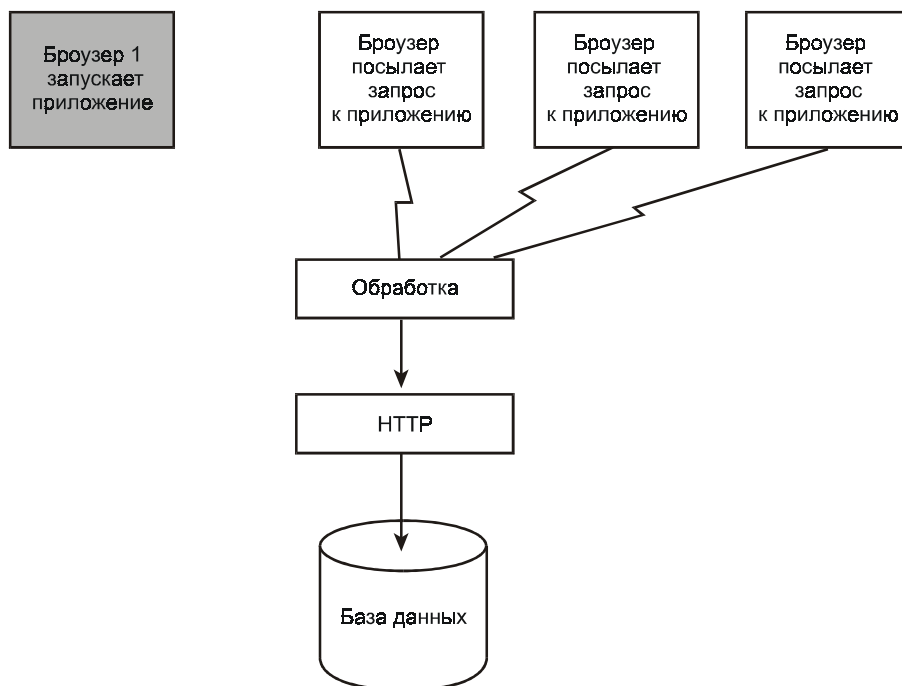 Броузер 1
запускает
приложение
Броузер
посылает
запрос
к приложению
Броузер
посылает
запрос
к приложению
Броузер
посылает
запрос
к приложению
Обработка
HTTP
База данных